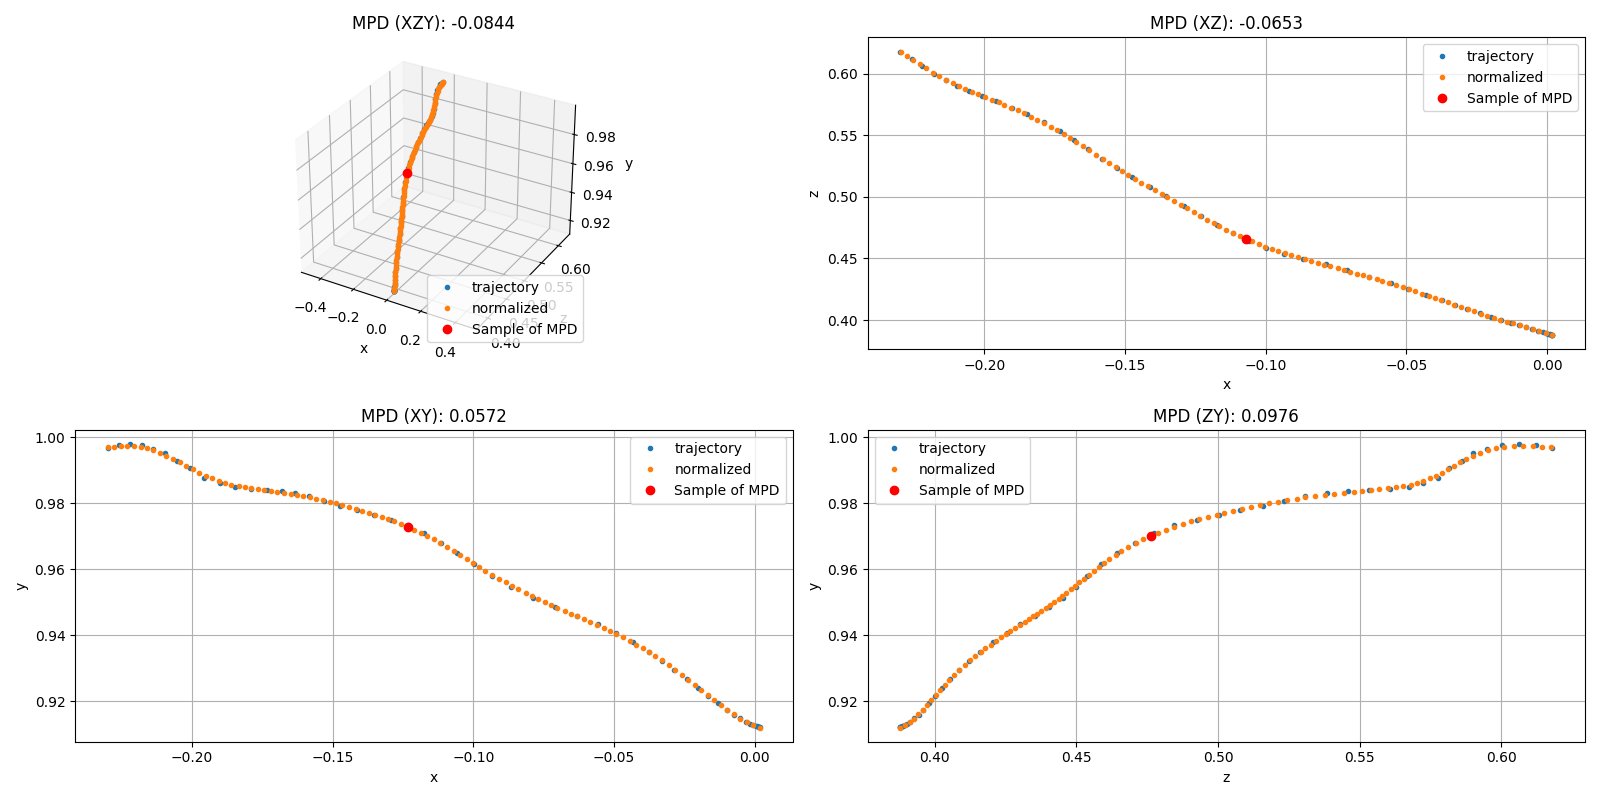 MPD (XZY): -0.0844
0.98
0.96
0.94
0.92
y
0.60
0.55
0.50
0.45
0.40
z
−0.4
−0.2
0.0
0.2
0.4
x
trajectory
normalized
Sample of MPD
MPD (XZ): -0.0653
0.60
0.55
0.50
0.45
0.40
z
−0.20
−0.15
−0.10
−0.05
0.00
x
trajectory
normalized
Sample of MPD
MPD (XY): 0.0572
1.00
0.98
0.96
0.94
0.92
y
−0.20
−0.15
−0.10
−0.05
0.00
x
trajectory
normalized
Sample of MPD
MPD (ZY): 0.0976
1.00
0.98
0.96
0.94
0.92
y
0.40
0.45
0.50
0.55
0.60
z
trajectory
normalized
Sample of MPD